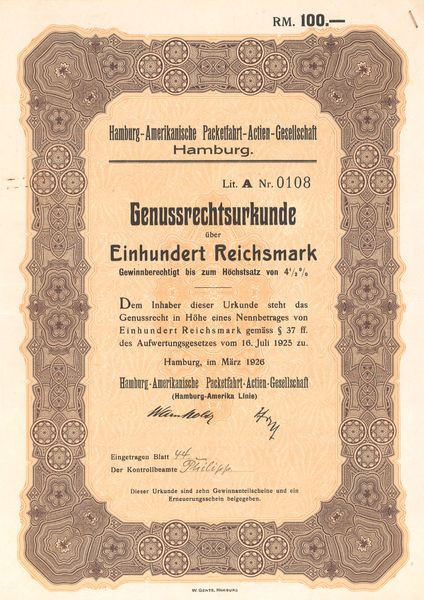 RM. 100.—
Hamburg-Amerikanische Packetfahrt-Actien-Gesellschaft
Hamburg.
Lit. A Nr. 0108
Genussrechtsurkunde
über
Einhundert Reichsmark
Gewinnberechtigt bis zum Höchstsatz von 4½%
Dem Inhaber dieser Urkunde steht das
Genussrecht in Höhe eines Nennbetrages von
Einhundert Reichsmark gemäss § 37 ff.
des Aufwertungsgesetzes vom 16. Juli 1925 zu.
Hamburg, im März 1926
Hamburg-Amerikanische Packetfahrt-Actien-Gesellschaft
(Hamburg-Amerika Linie)
Eingetragen Blatt 44
Der Kontrollbeamte Philipp
Dieser Urkunde sind zehn Gewinnanteilscheine und ein
Erneuerungsschein beigegeben.
W. GENTE, HAMBURG